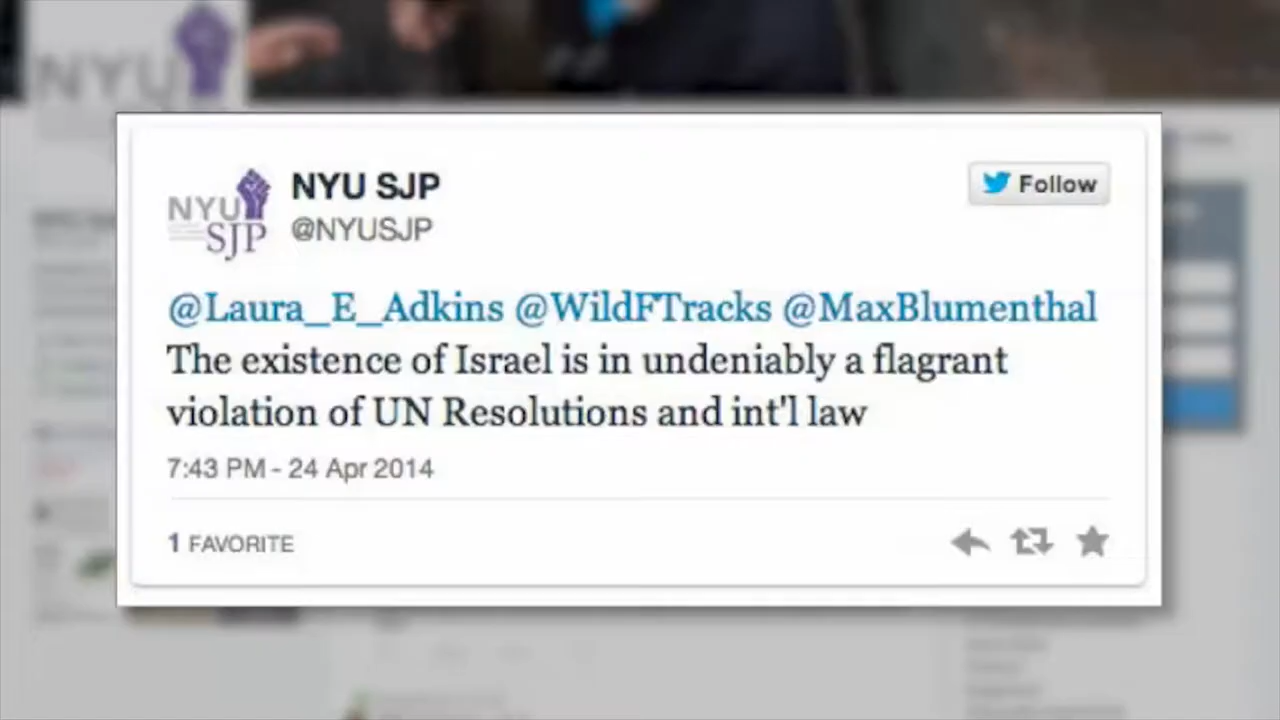 NYU
NYU SJP
@NYUSJP
Follow
NYU
SJP
@Laura_E_Adkins @WildFTracks @MaxBlumenthal
The existence of Israel is in undeniably a flagrant
violation of UN Resolutions and int'l law
7:43 PM - 24 Apr 2014
1 FAVORITE